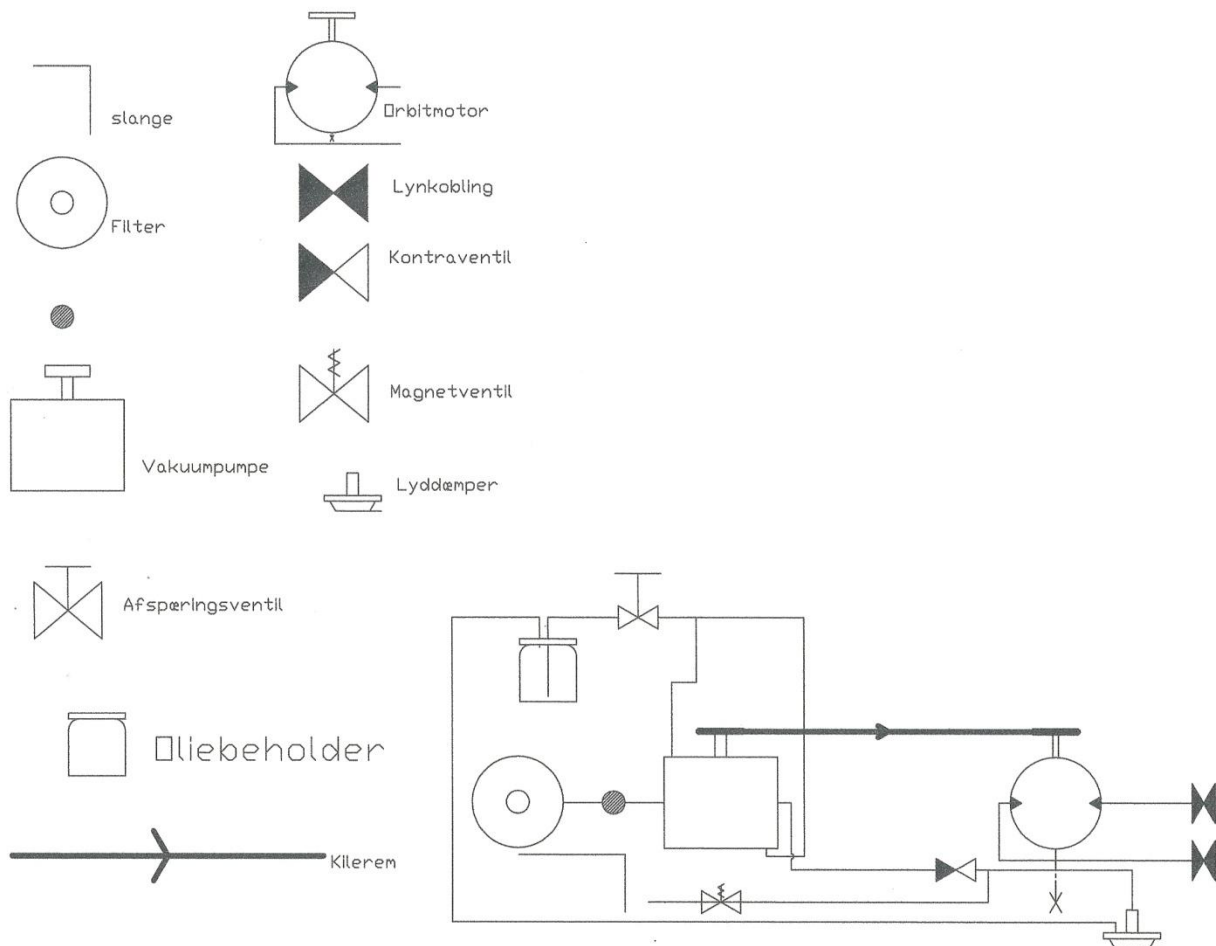 slange
Filter
Vakuumpumpe
Afspæringsventil
Oliebeholder
Kilerem
Orbitmotor
Lynkobling
Kontraventil
Magnetventil
Lyddæmper